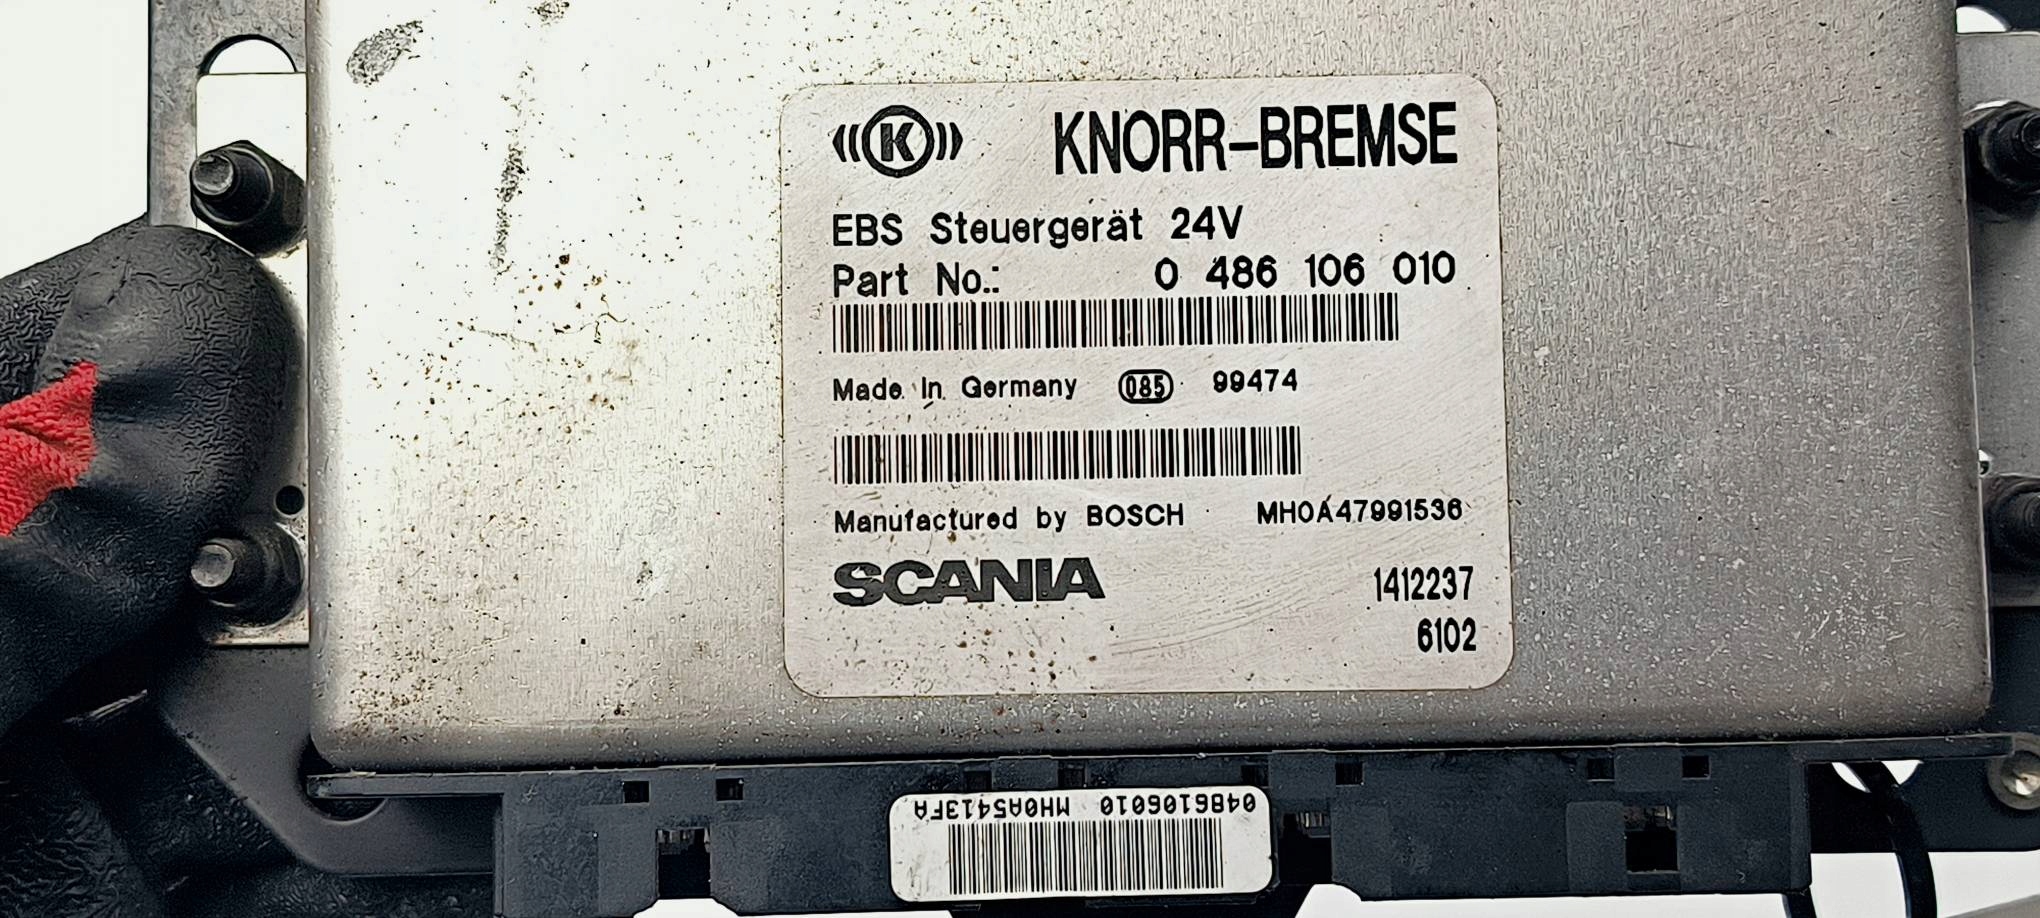 K KNORR-BREMSE
EBS Steuergerät 24V
Part No.: 0 486 106 010
Made In Germany 085 99474
Manufactured by BOSCH MH0A47991536
SCANIA 1412237
6102
0486106010 MH0A5413FA